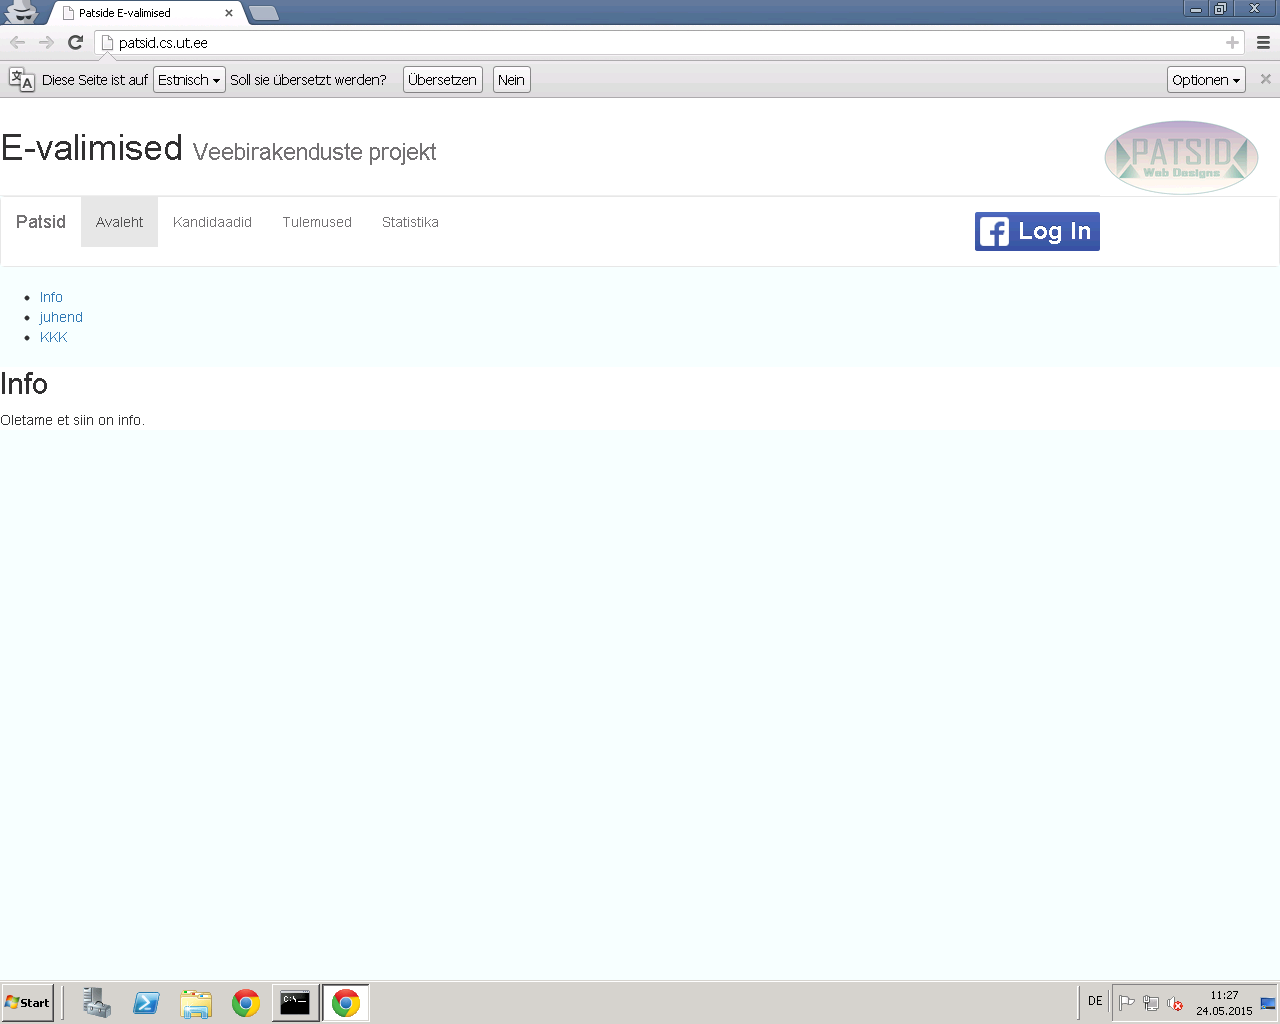 Patside E-valimised
patsid.cs.ut.ee
Diese Seite ist auf Estnisch Soll sie übersetzt werden? Übersetzen Nein Optionen
E-valimised Veebirakenduste projekt
PATSID
Web Designs
Patsid Avaleht Kandidaadid Tulemused Statistika Log In
Info
juhend
KKK
Info
Oletame et siin on info.
Start DE 11:27
24.05.2015